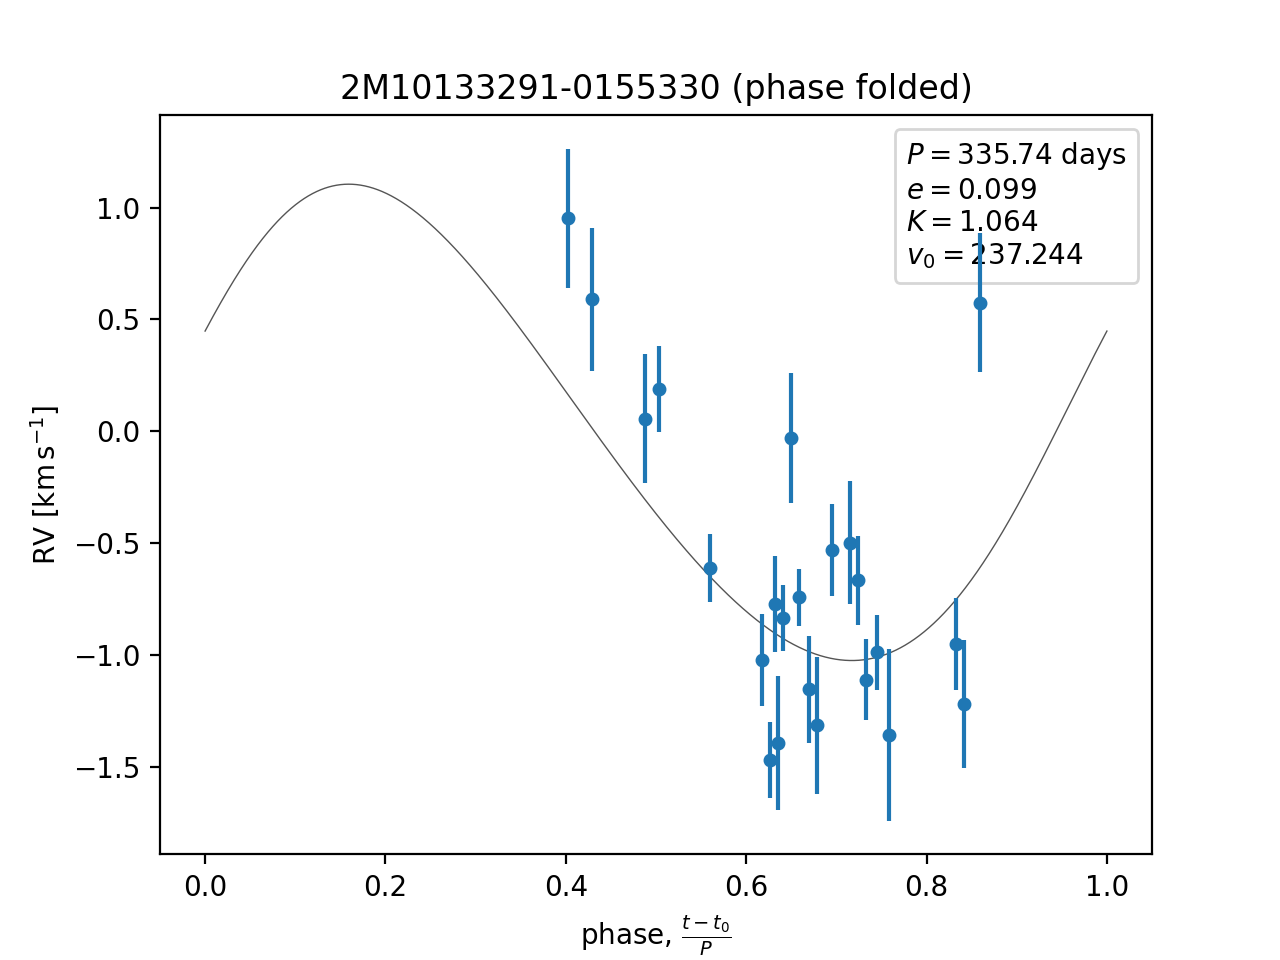 2M10133291-0155330 (phase folded)
P = 335.74 days
e = 0.099
K = 1.064
v₀ = 237.244
RV [km s⁻¹]
1.0
0.5
0.0
−0.5
−1.0
−1.5
0.0 0.2 0.4 0.6 0.8 1.0
phase, (t − t₀)/P